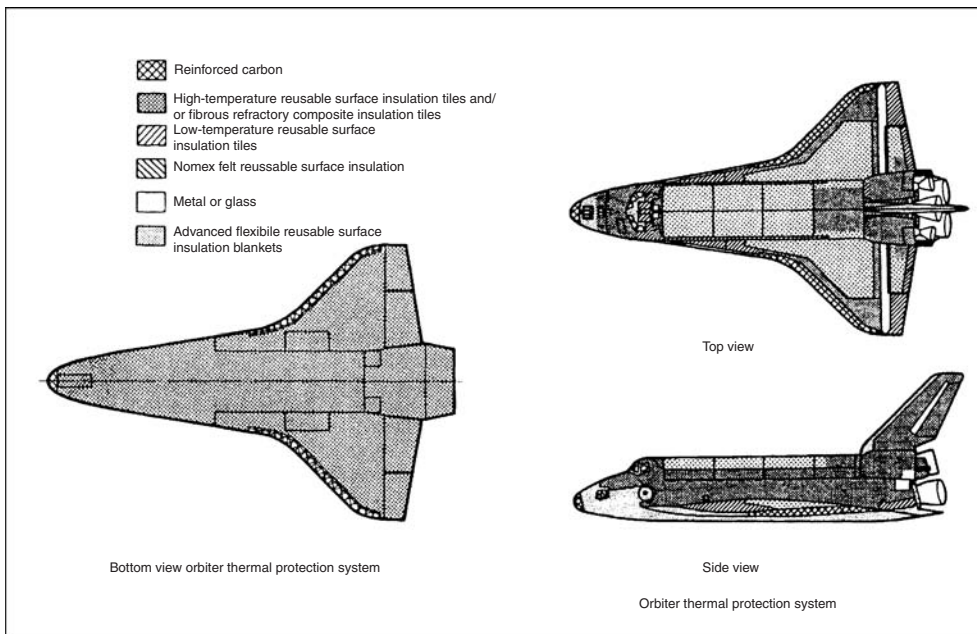 Reinforced carbon
High-temperature reusable surface insulation tiles and/
or fibrous refractory composite insulation tiles
Low-temperature reusable surface
insulation tiles
Nomex felt reussable surface insulation
Metal or glass
Advanced flexibile reusable surface
insulation blankets
Top view
Bottom view orbiter thermal protection system
Side view
Orbiter thermal protection system